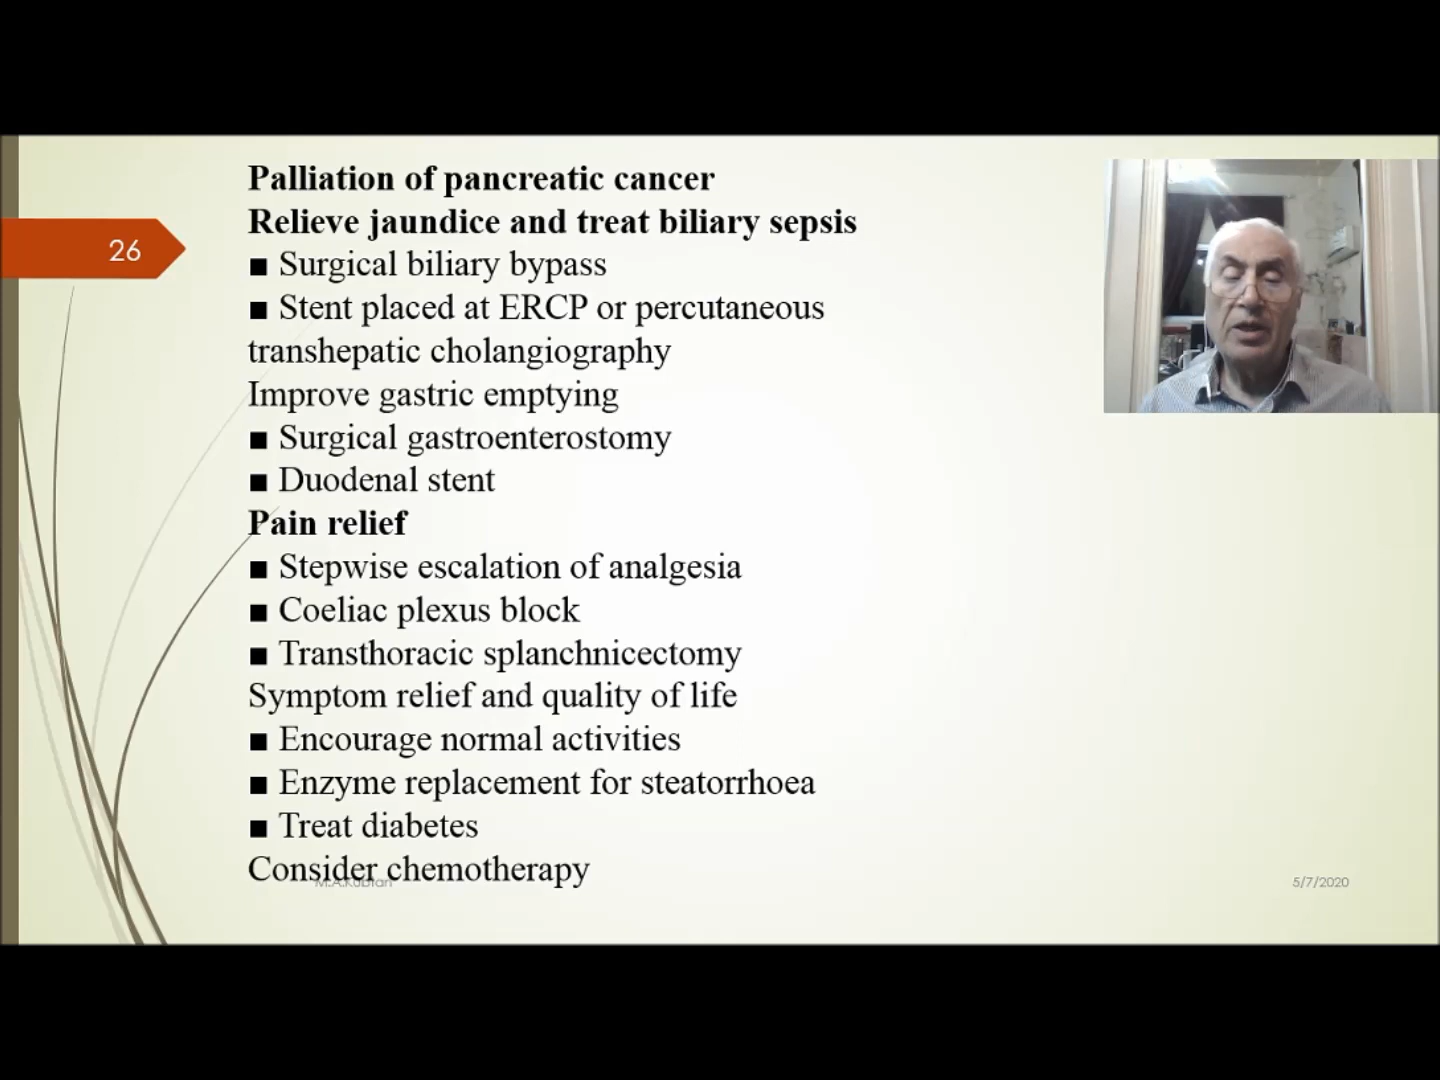 Palliation of pancreatic cancer
Relieve jaundice and treat biliary sepsis
26
■ Surgical biliary bypass
■ Stent placed at ERCP or percutaneous
transhepatic cholangiography
Improve gastric emptying
■ Surgical gastroenterostomy
■ Duodenal stent
Pain relief
■ Stepwise escalation of analgesia
■ Coeliac plexus block
■ Transthoracic splanchnicectomy
Symptom relief and quality of life
■ Encourage normal activities
■ Enzyme replacement for steatorrhoea
■ Treat diabetes
Consider chemotherapy
M.A.Kubtan
5/7/2020